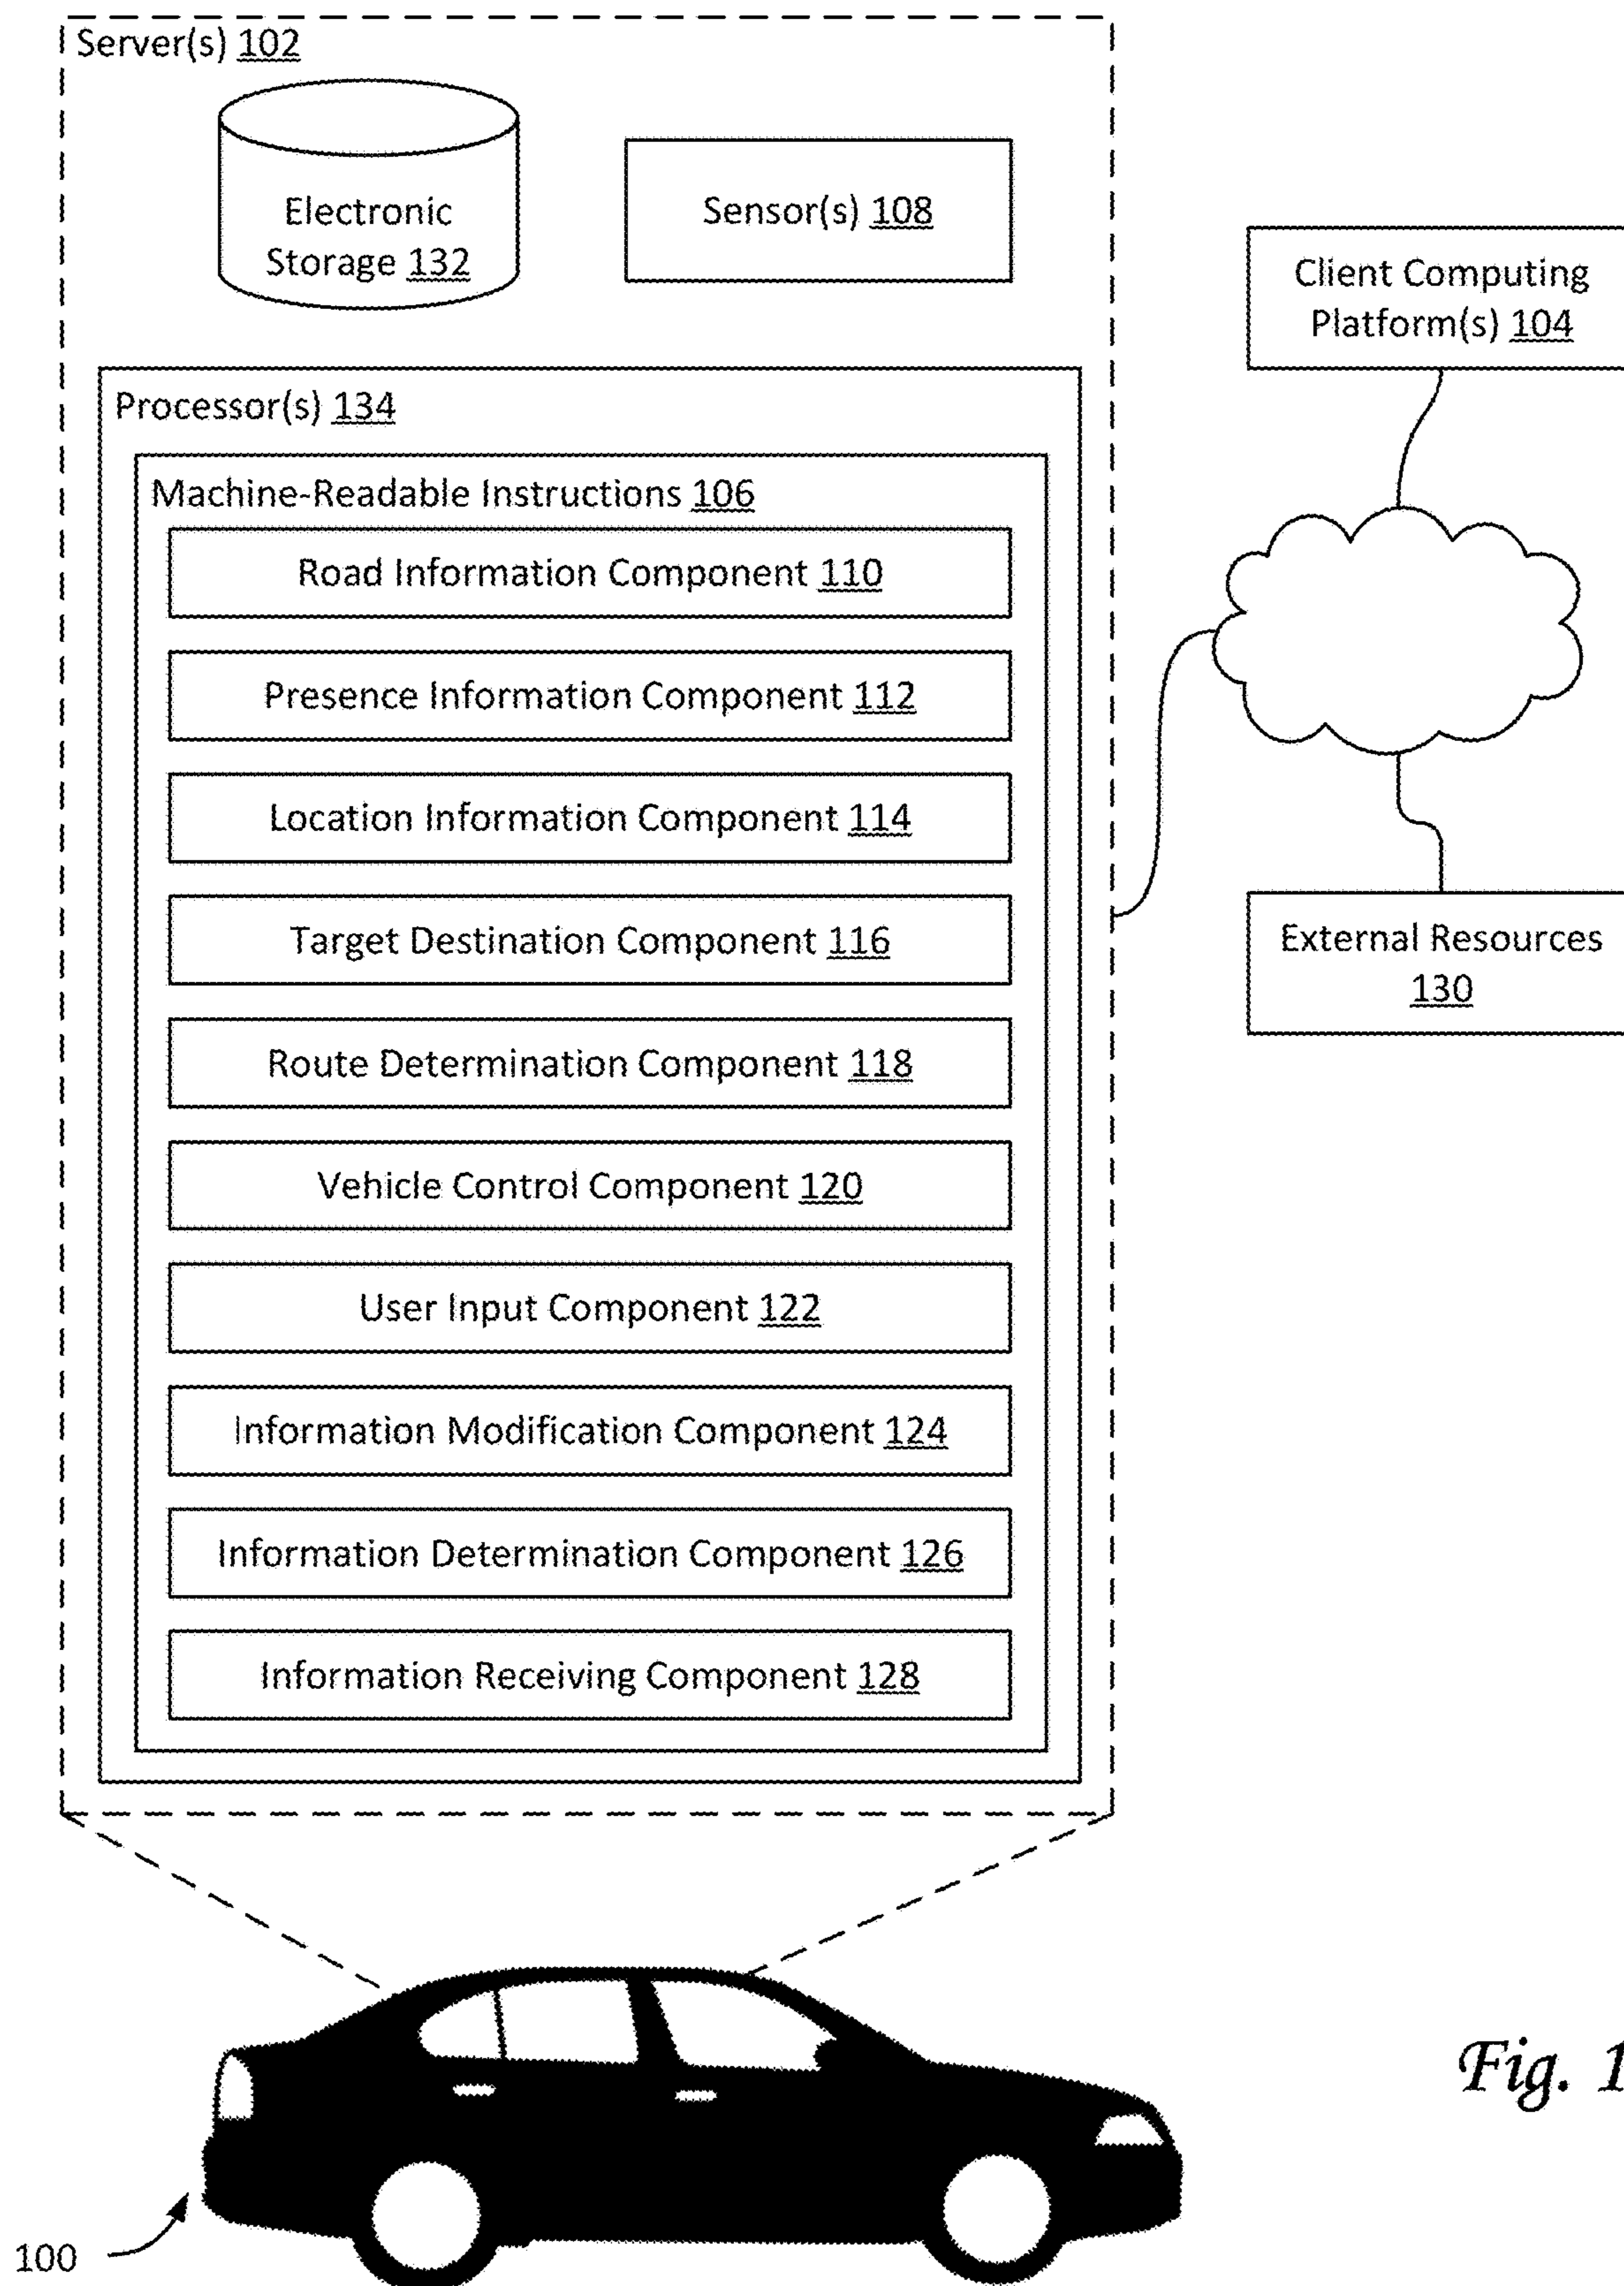 Server(s) 102
Electronic
Storage 132
Sensor(s) 108
Client Computing
Platform(s) 104
Processor(s) 134
Machine-Readable Instructions 106
Road Information Component 110
Presence Information Component 112
Location Information Component 114
Target Destination Component 116
External Resources
130
Route Determination Component 118
Vehicle Control Component 120
User Input Component 122
Information Modification Component 124
Information Determination Component 126
Information Receiving Component 128
Fig. 1
100